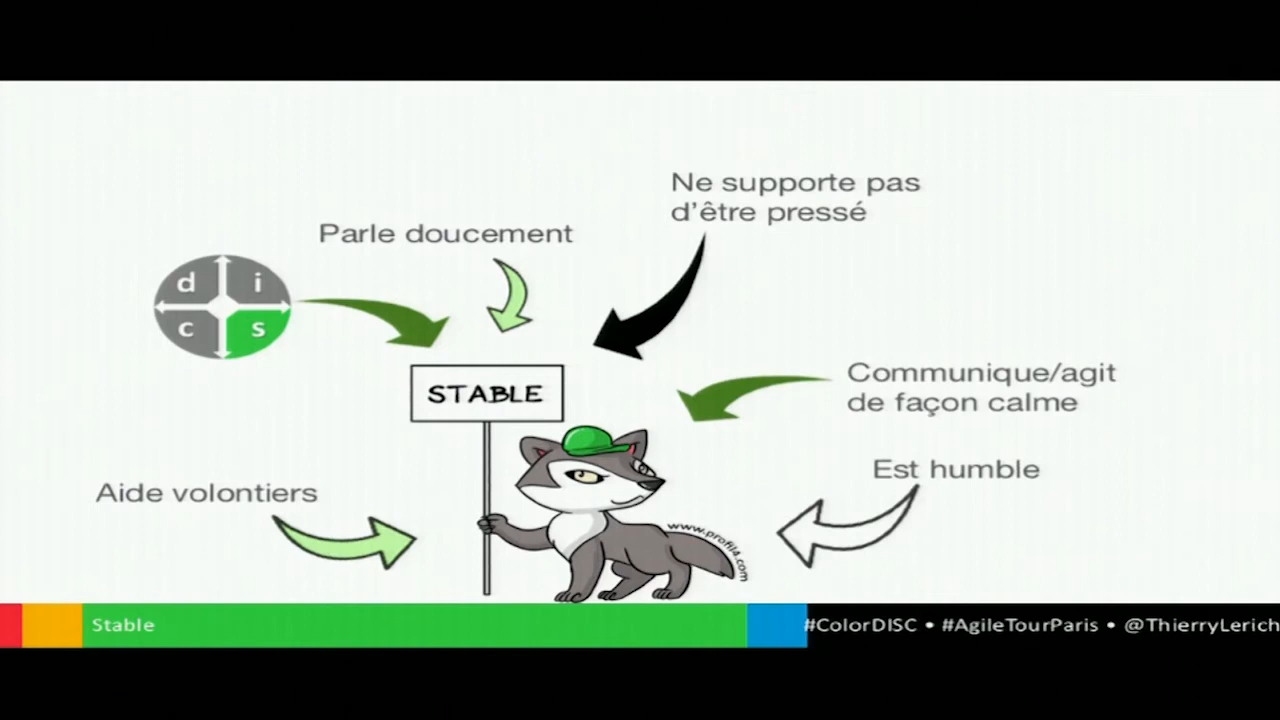 Ne supporte pas
d'être pressé
Parle doucement
d i
c s
STABLE
Communique/agit
de façon calme
Est humble
Aide volontiers
www.profil4.com
Stable
#ColorDISC • #AgileTourParis • @ThierryLerich